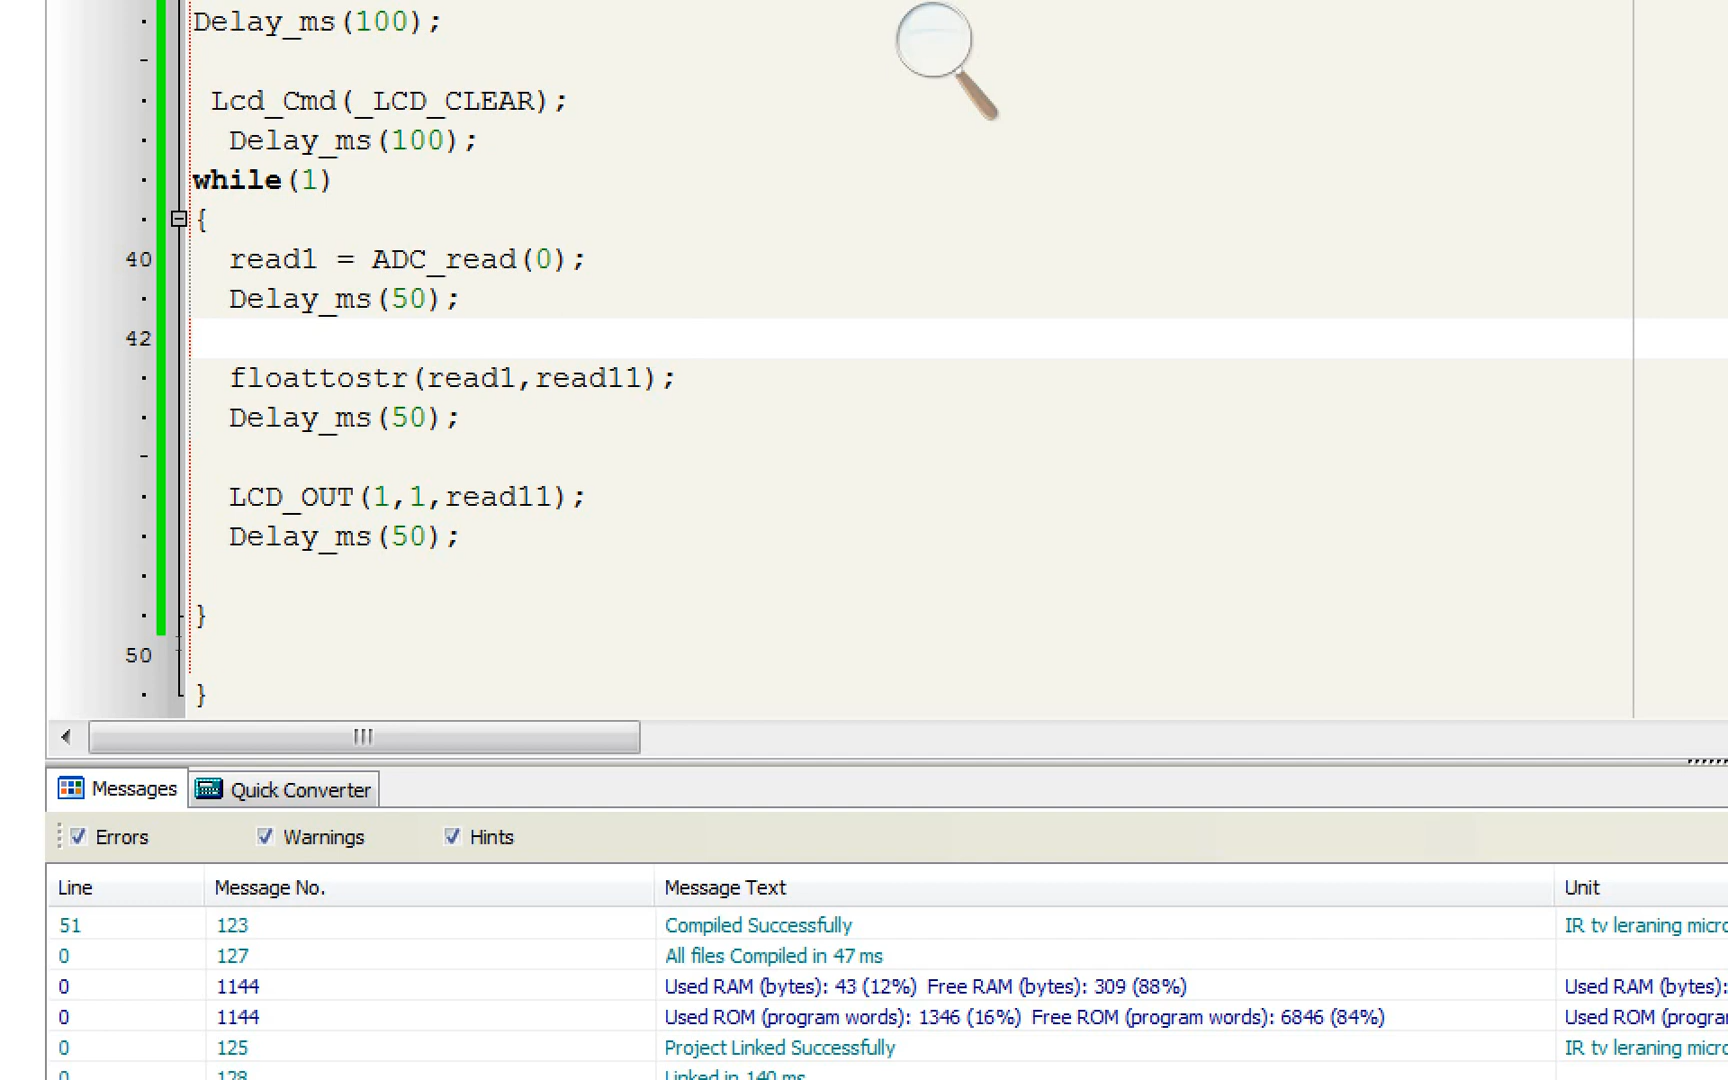 Delay_ms(100);
Lcd_Cmd(_LCD_CLEAR);
Delay_ms(100);
while(1)
{
40 read1 = ADC_read(0);
Delay_ms(50);
42
floattostr(read1,read11);
Delay_ms(50);
LCD_OUT(1,1,read11);
Delay_ms(50);
}
50
}
Messages Quick Converter
Errors Warnings Hints
Line Message No. Message Text Unit
51 123 Compiled Successfully IR tv leraning micro
0 127 All files Compiled in 47 ms
0 1144 Used RAM (bytes): 43 (12%) Free RAM (bytes): 309 (88%) Used RAM (bytes):
0 1144 Used ROM (program words): 1346 (16%) Free ROM (program words): 6846 (84%) Used ROM (progra
0 125 Project Linked Successfully IR tv leraning micro
0 128 Linked in 140 ms